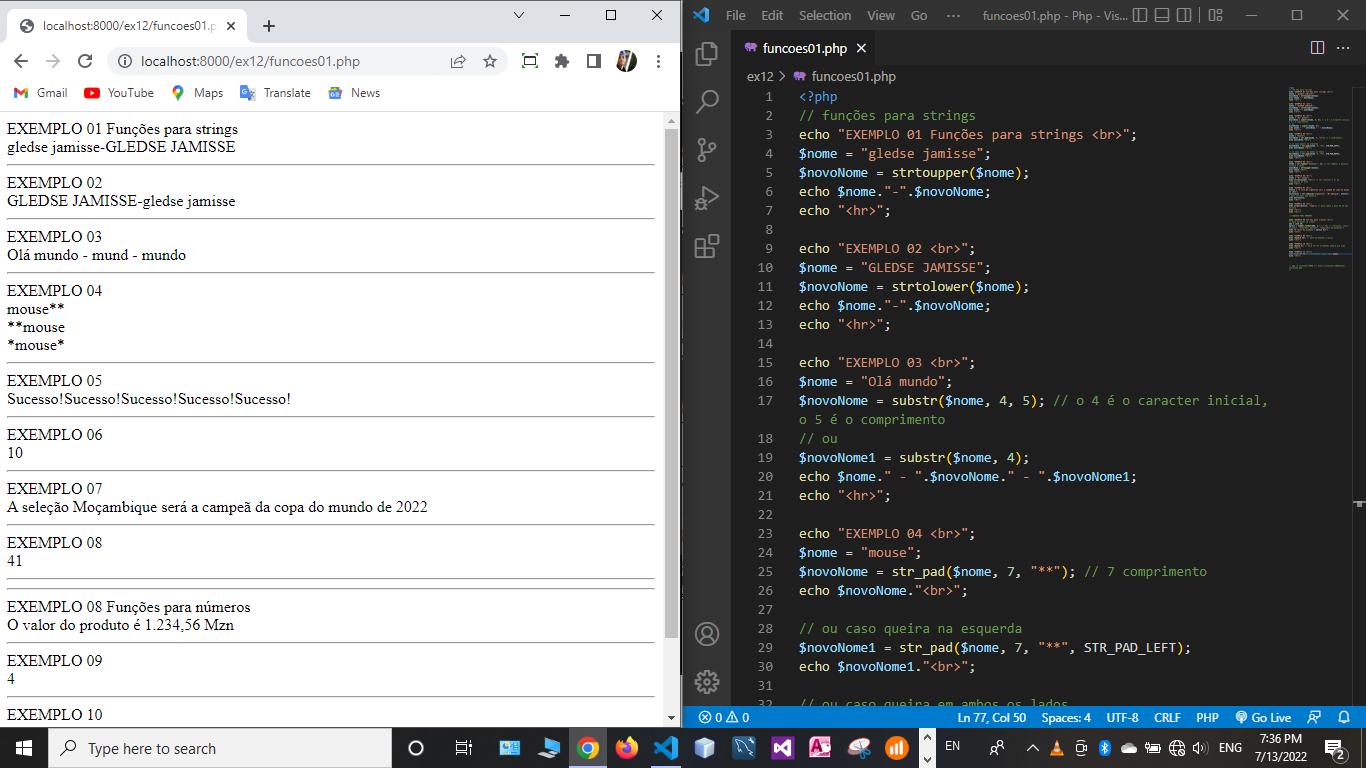 localhost:8000/ex12/funcoes01.p
localhost:8000/ex12/funcoes01.php
Gmail YouTube Maps Translate News
EXEMPLO 01 Funções para strings
gledse jamisse-GLEDSE JAMISSE
EXEMPLO 02
GLEDSE JAMISSE-gledse jamisse
EXEMPLO 03
Olá mundo - mund - mundo
EXEMPLO 04
mouse**
**mouse
*mouse*
EXEMPLO 05
Sucesso!Sucesso!Sucesso!Sucesso!Sucesso!
EXEMPLO 06
10
EXEMPLO 07
A seleção Moçambique será a campeã da copa do mundo de 2022
EXEMPLO 08
41
EXEMPLO 08 Funções para números
O valor do produto é 1.234,56 Mzn
EXEMPLO 09
4
EXEMPLO 10
File Edit Selection View Go ··· funcoes01.php - Php - Vis...
funcoes01.php
ex12 > funcoes01.php
1 <?php
2 // funções para strings
3 echo "EXEMPLO 01 Funções para strings <br>";
4 $nome = "gledse jamisse";
5 $novoNome = strtoupper($nome);
6 echo $nome."-".$novoNome;
7 echo "<hr>";
8
9 echo "EXEMPLO 02 <br>";
10 $nome = "GLEDSE JAMISSE";
11 $novoNome = strtolower($nome);
12 echo $nome."-".$novoNome;
13 echo "<hr>";
14
15 echo "EXEMPLO 03 <br>";
16 $nome = "Olá mundo";
17 $novoNome = substr($nome, 4, 5); // o 4 é o caracter inicial,
o 5 é o comprimento
18 // ou
19 $novoNome1 = substr($nome, 4);
20 echo $nome." - ".$novoNome." - ".$novoNome1;
21 echo "<hr>";
22
23 echo "EXEMPLO 04 <br>";
24 $nome = "mouse";
25 $novoNome = str_pad($nome, 7, "**"); // 7 comprimento
26 echo $novoNome."<br>";
27
28 // ou caso queira na esquerda
29 $novoNome1 = str_pad($nome, 7, "**", STR_PAD_LEFT);
30 echo $novoNome1."<br>";
31
32 // ou caso queira em ambos os lados
0 0 Ln 77, Col 50 Spaces: 4 UTF-8 CRLF PHP Go Live
Type here to search
EN ENG 7:36 PM
7/13/2022
2